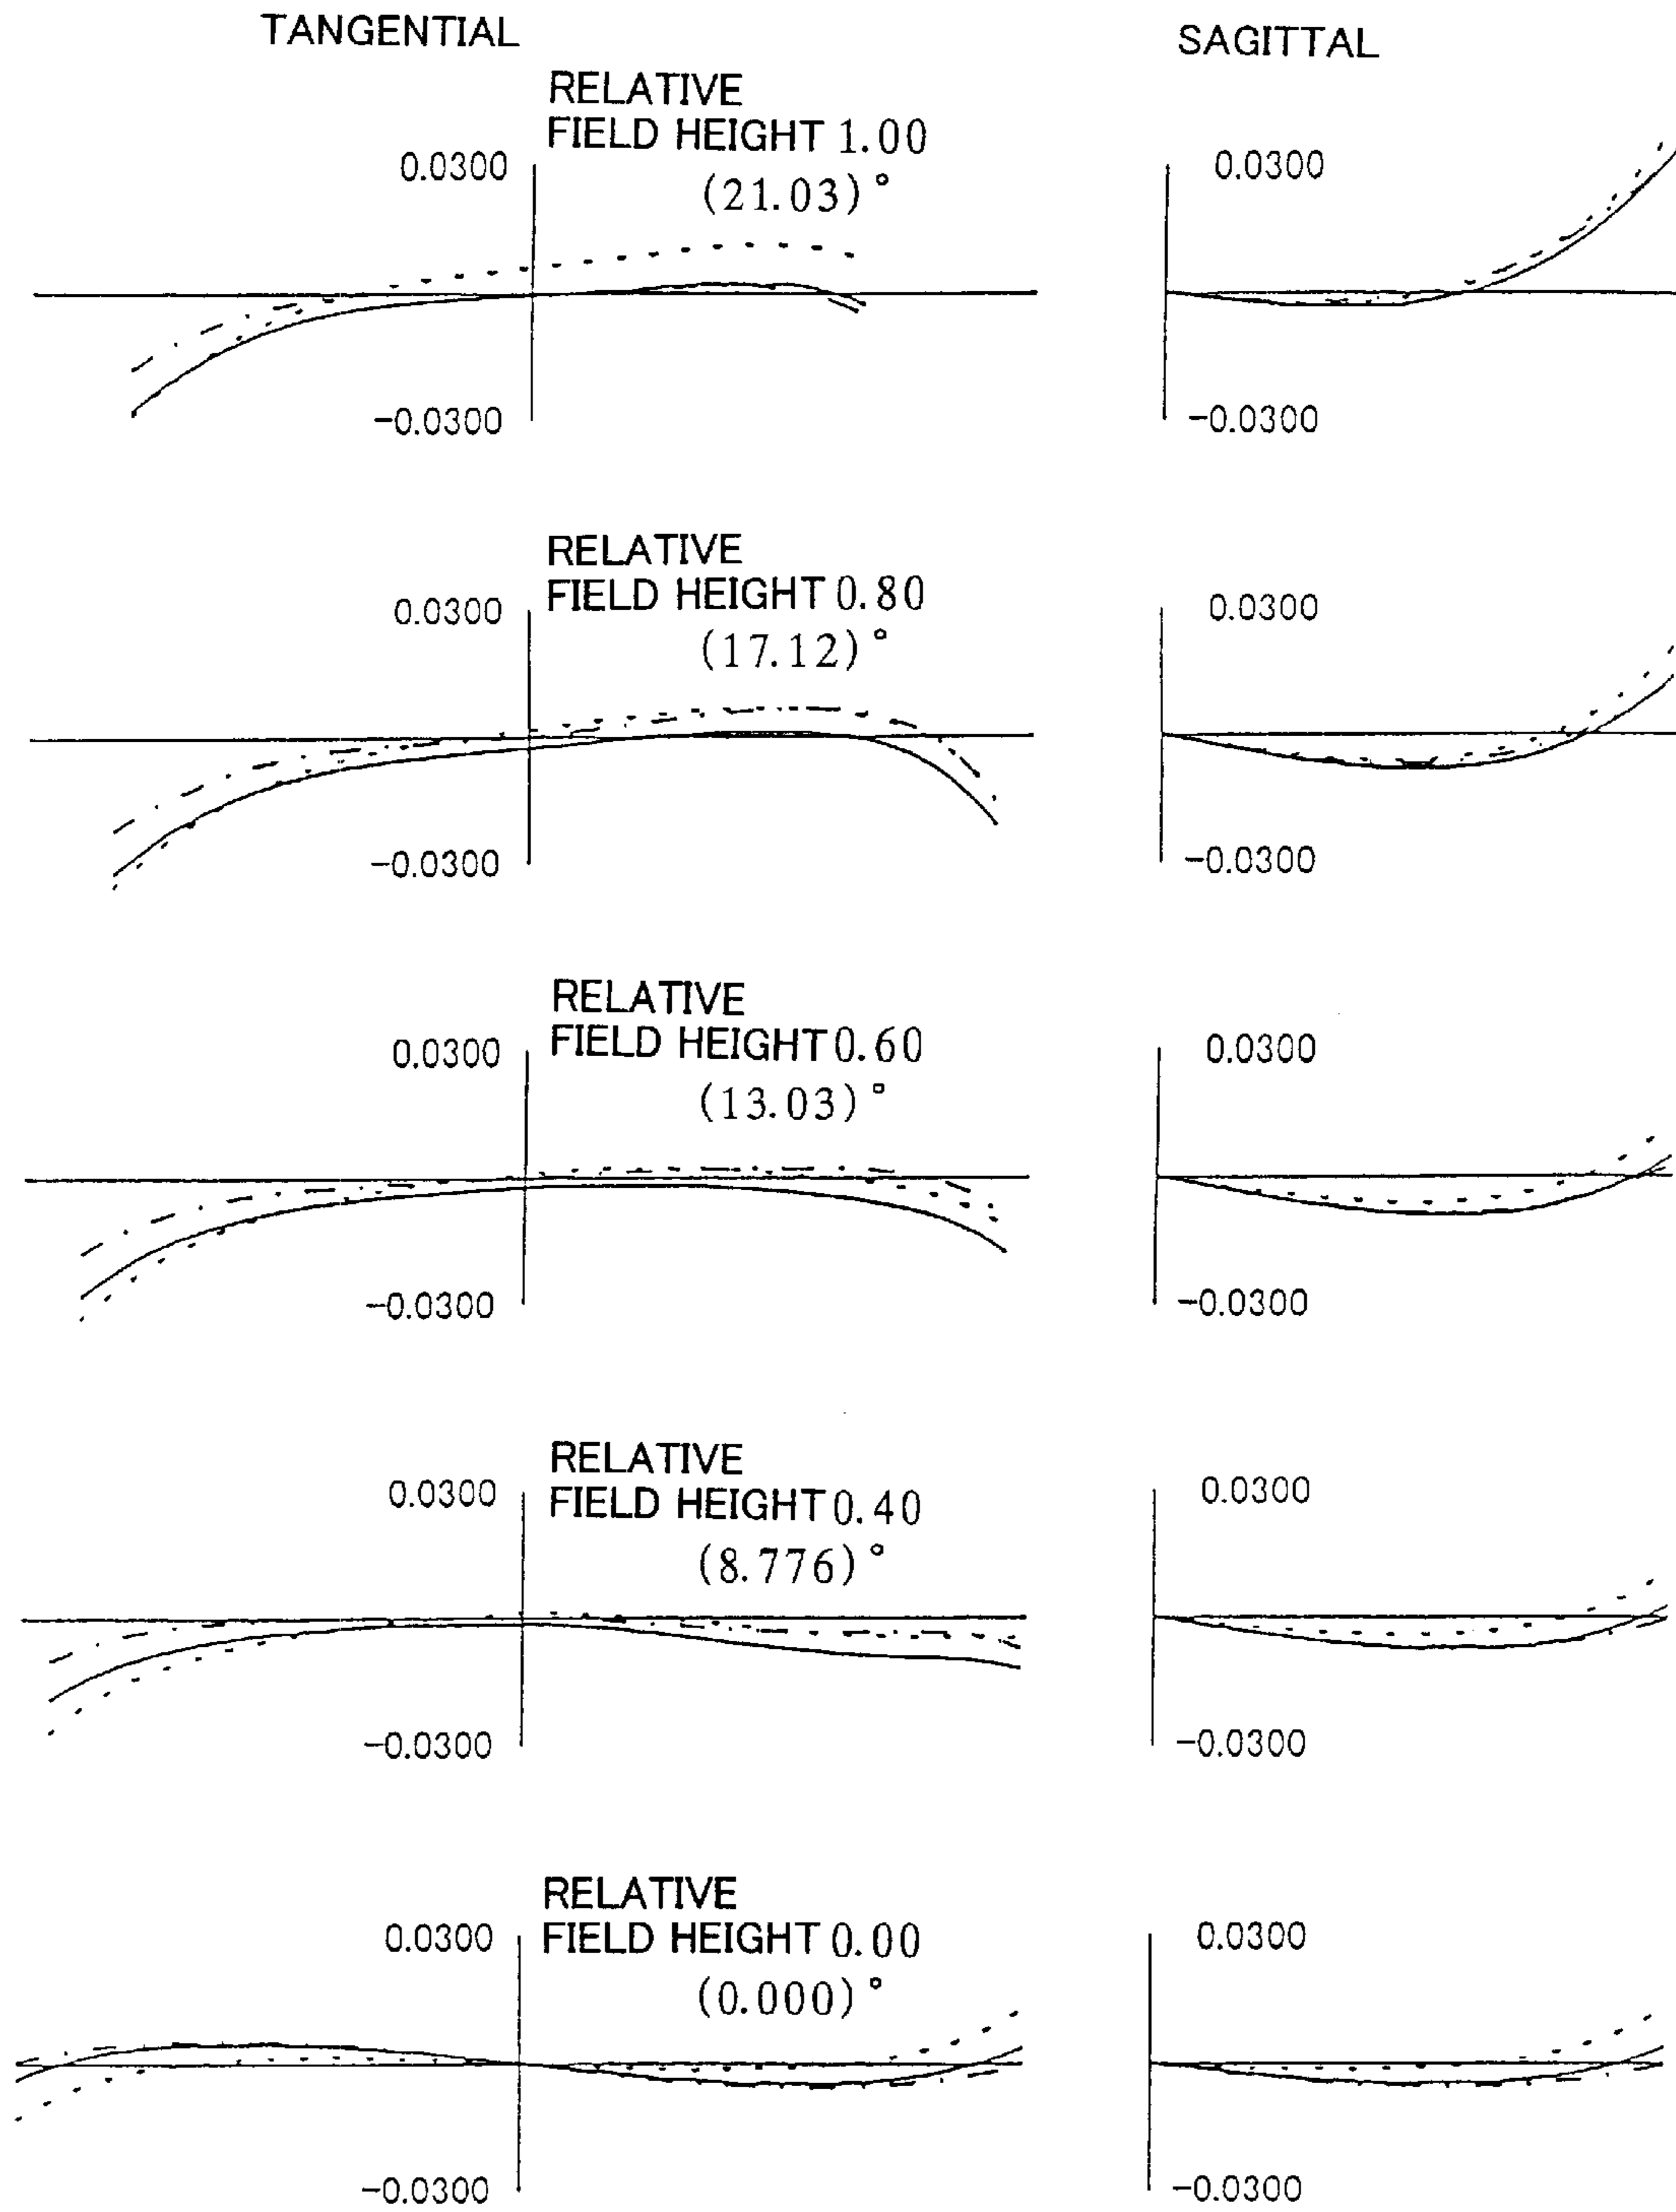 TANGENTIAL
SAGITTAL
RELATIVE
FIELD HEIGHT 1.00
(21.03)°
0.0300
-0.0300
0.0300
-0.0300
RELATIVE
FIELD HEIGHT 0.80
(17.12)°
0.0300
-0.0300
0.0300
-0.0300
RELATIVE
FIELD HEIGHT 0.60
(13.03)°
0.0300
-0.0300
0.0300
-0.0300
RELATIVE
FIELD HEIGHT 0.40
(8.776)°
0.0300
-0.0300
0.0300
-0.0300
RELATIVE
FIELD HEIGHT 0.00
(0.000)°
0.0300
-0.0300
0.0300
-0.0300